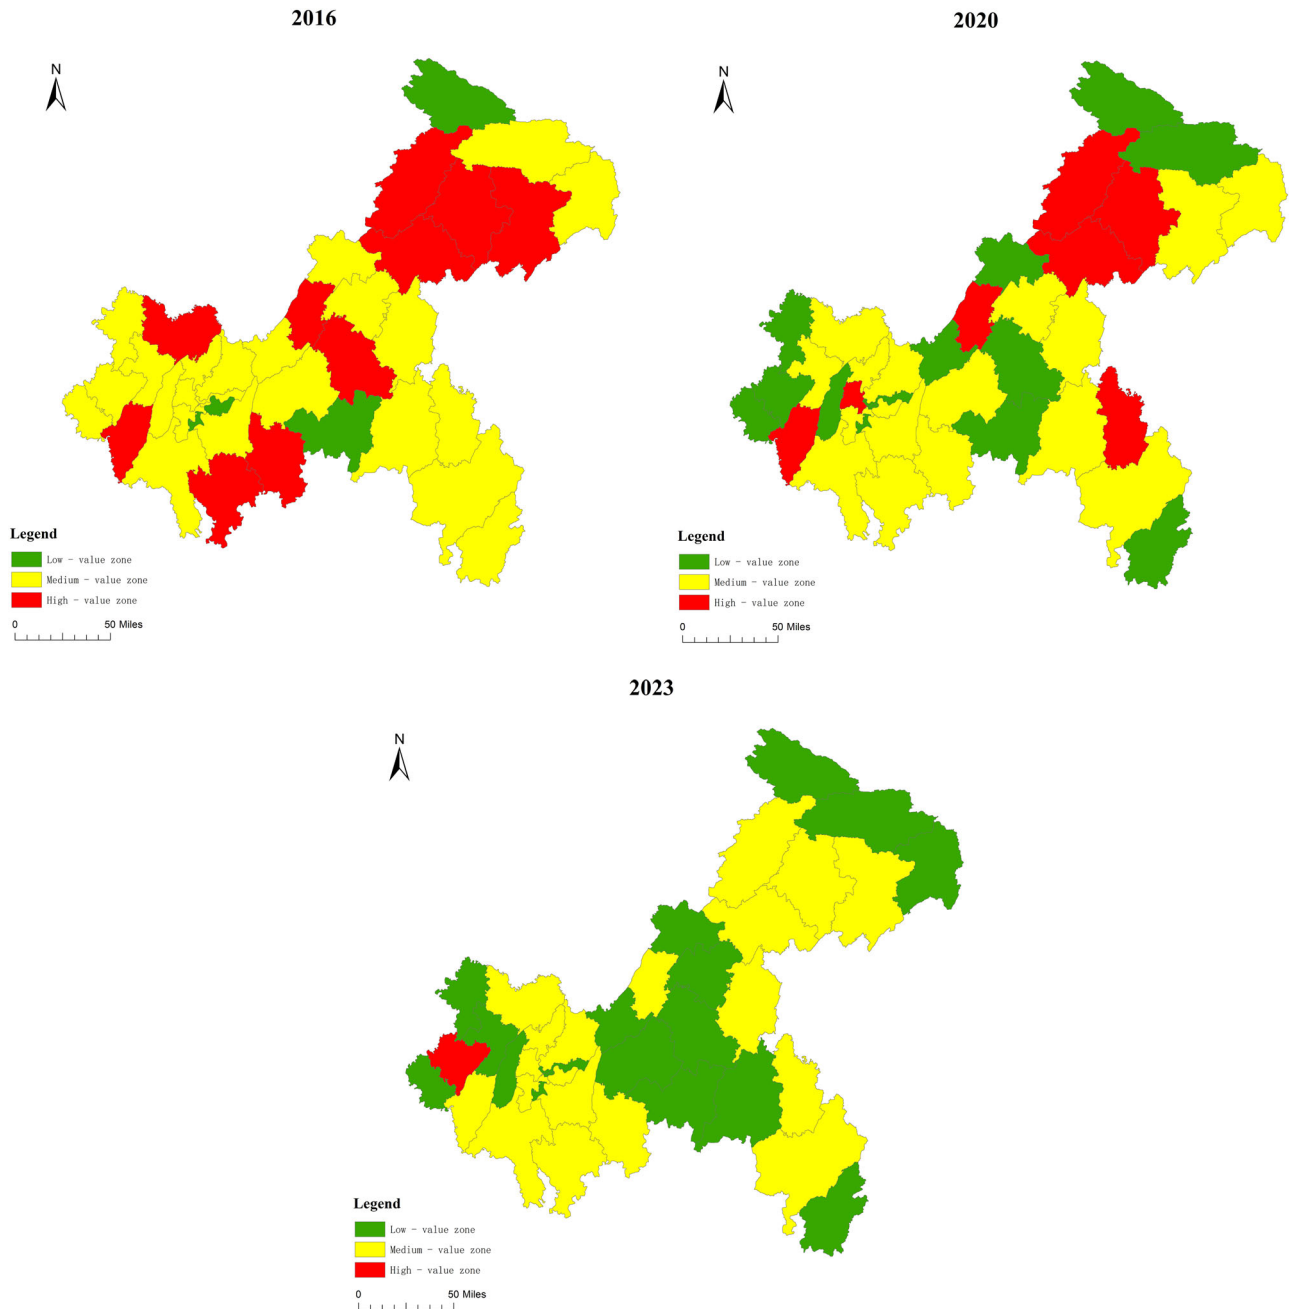 2016
N
Legend
Low - value zone
Medium - value zone
High - value zone
0 50 Miles
2020
N
Legend
Low - value zone
Medium - value zone
High - value zone
0 50 Miles
2023
N
Legend
Low - value zone
Medium - value zone
High - value zone
0 50 Miles